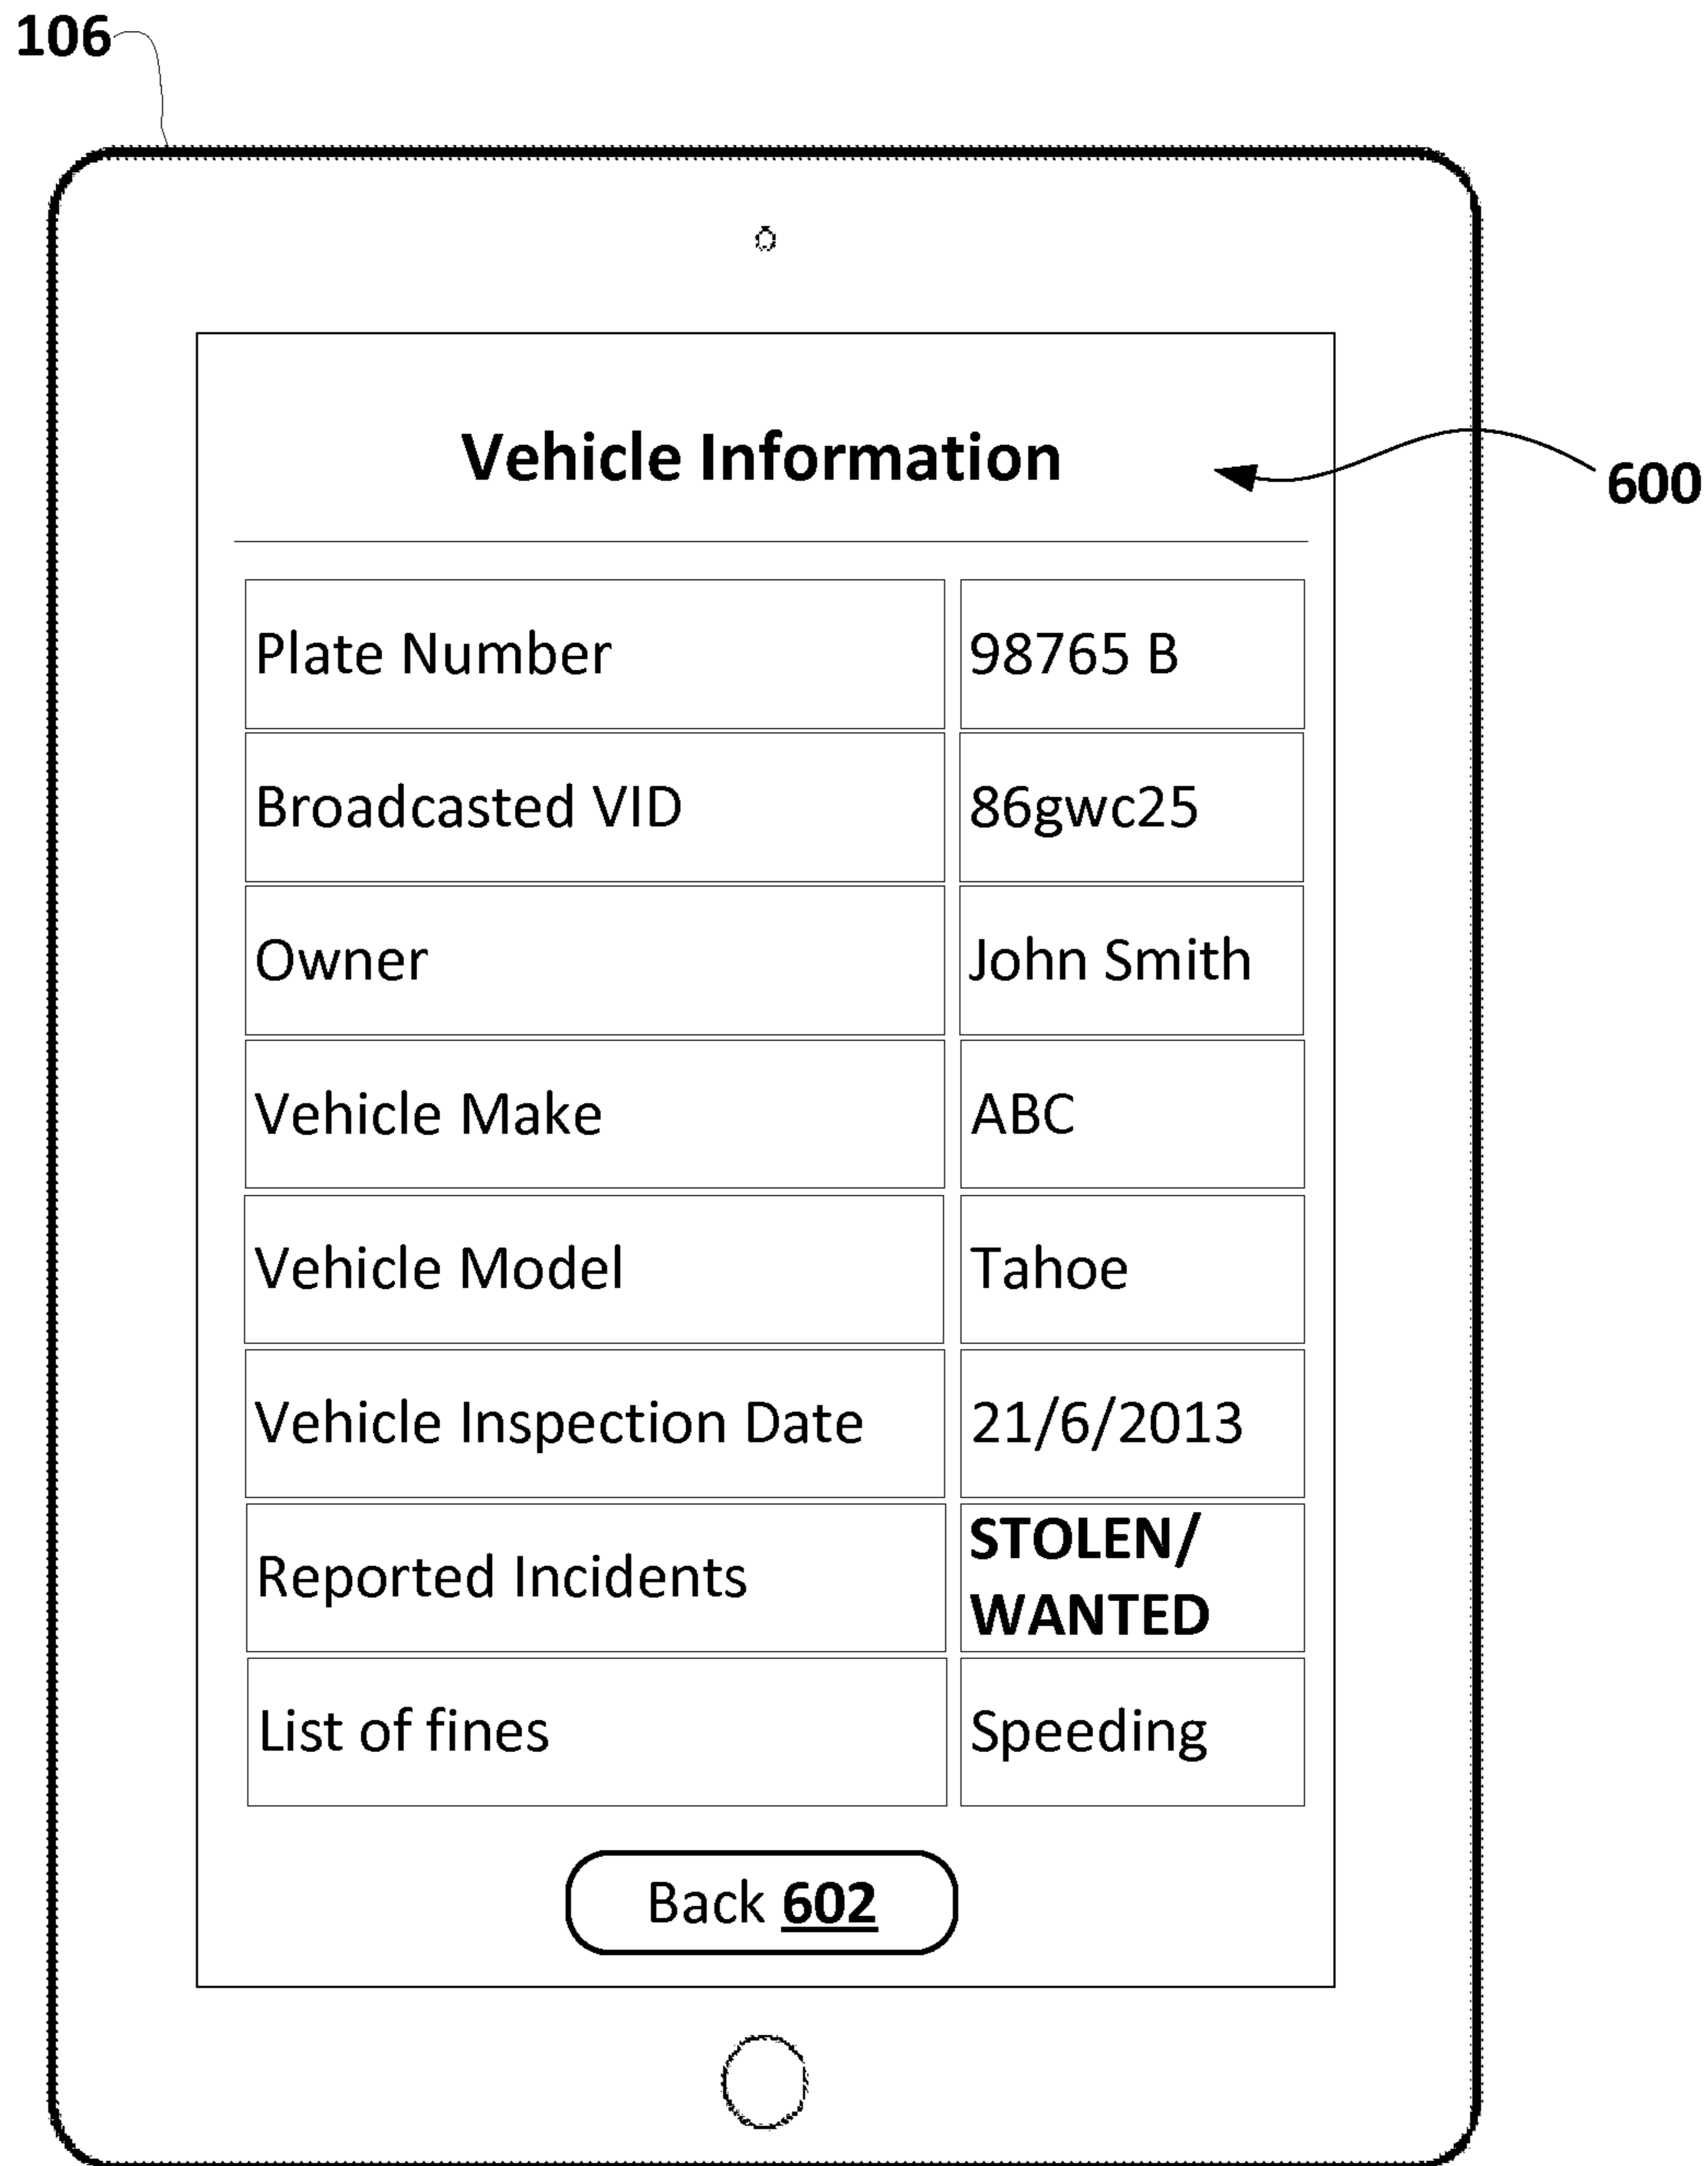 106
Vehicle Information
600
Plate Number 98765 B
Broadcasted VID 86gwc25
Owner John Smith
Vehicle Make ABC
Vehicle Model Tahoe
Vehicle Inspection Date 21/6/2013
Reported Incidents STOLEN/
WANTED
List of fines Speeding
Back 602